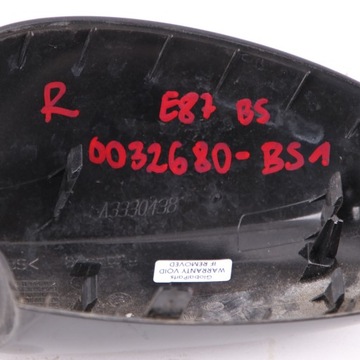 R E87 BS
0032680-BS1
A3330198
WARRANTY VOID
IF REMOVED